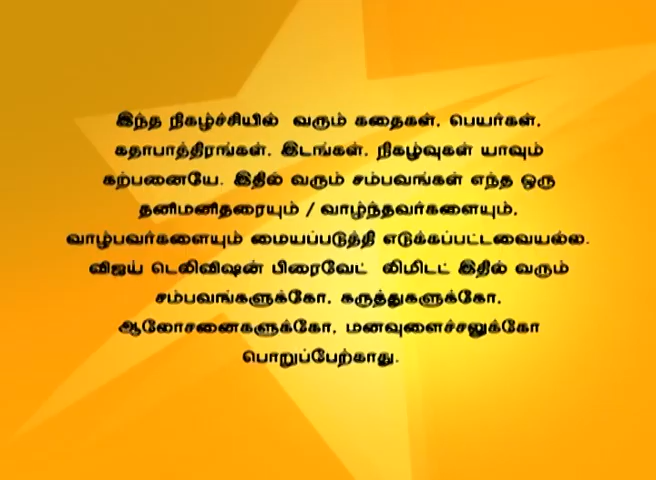 இந்த நிகழ்ச்சியில் வரும் கதைகள், பெயர்கள்,
கதாபாத்திரங்கள், இடங்கள், நிகழ்வுகள் யாவும்
கற்பனையே. இதில் வரும் சம்பவங்கள் எந்த ஒரு
தனிமனிதரையும் / வாழ்ந்தவர்களையும்,
வாழ்பவர்களையும் மையப்படுத்தி எடுக்கப்பட்டவையல்ல.
விஜய் டெலிவிஷன் பிரைவேட் லிமிடட் இதில் வரும்
சம்பவங்களுக்கோ, கருத்துகளுக்கோ,
ஆலோசனைகளுக்கோ, மனவுளைச்சலுக்கோ
பொறுப்பேற்காது.